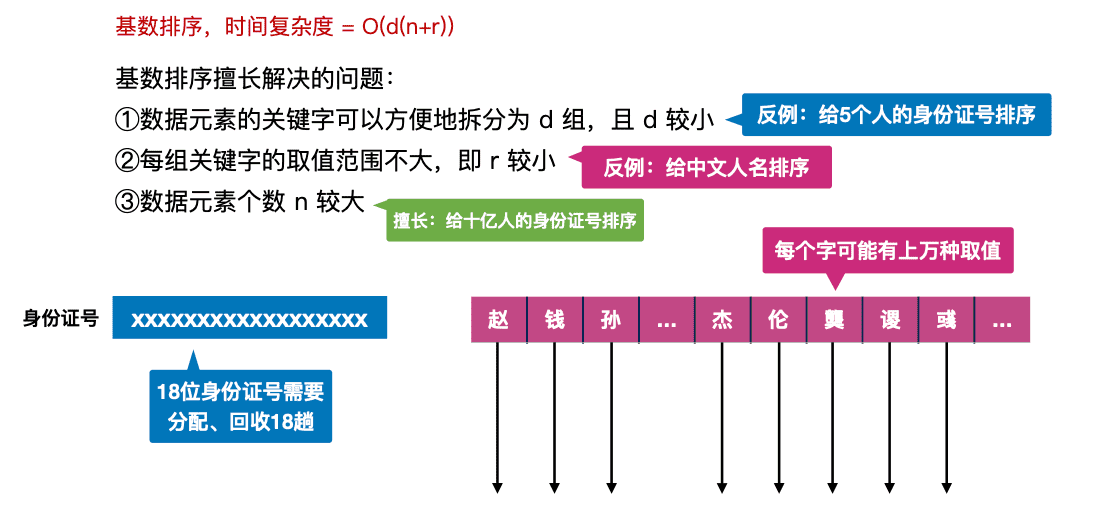 基数排序，时间复杂度 = O(d(n+r))
基数排序擅长解决的问题：
①数据元素的关键字可以方便地拆分为 d 组，且 d 较小
反例：给5个人的身份证号排序
②每组关键字的取值范围不大，即 r 较小
反例：给中文人名排序
③数据元素个数 n 较大
擅长：给十亿人的身份证号排序
每个字可能有上万种取值
身份证号
xxxxxxxxxxxxxxxxxx
赵 钱 孙 ... 杰 伦 龑 谡 彧 ...
18位身份证号需要
分配、回收18趟